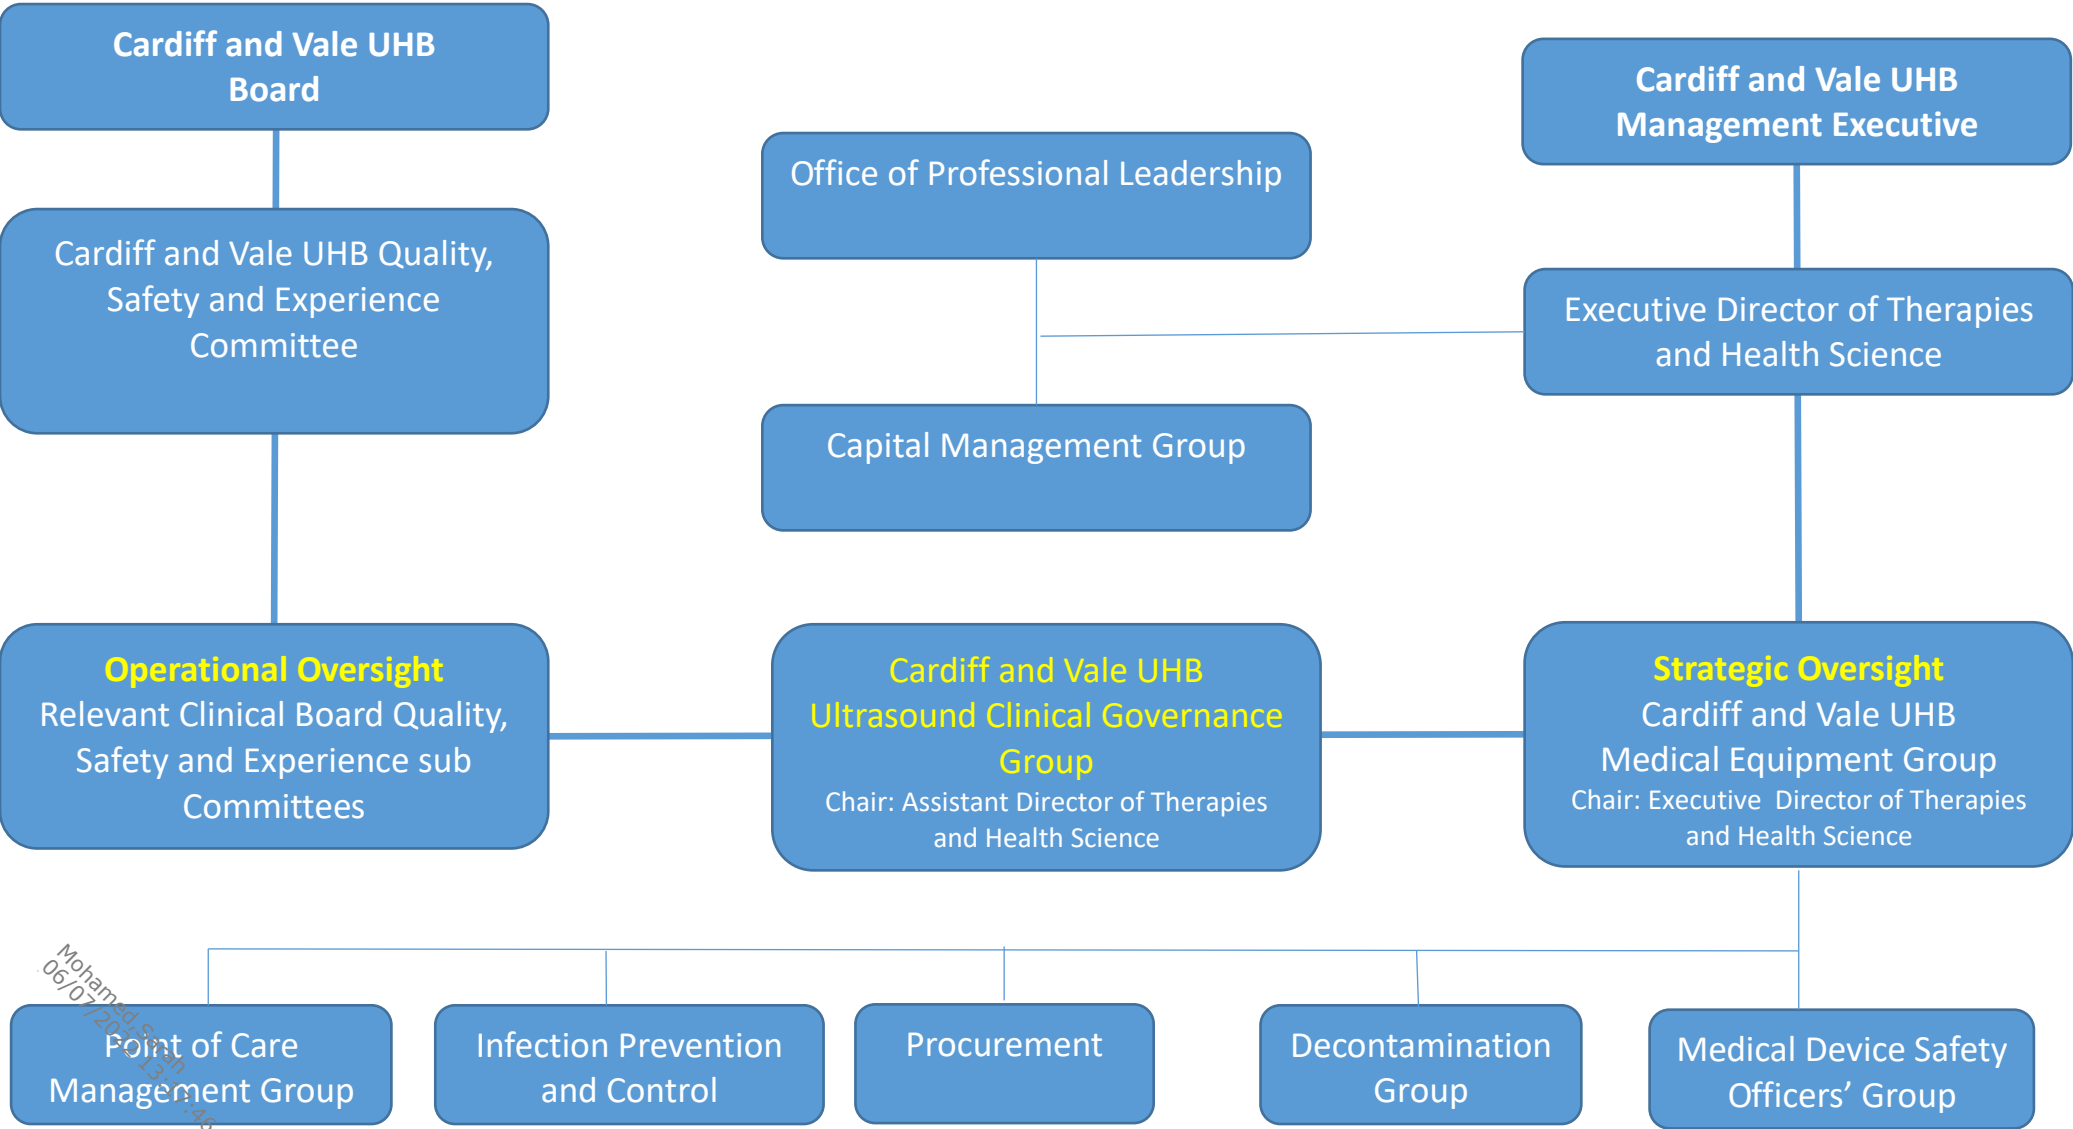 Cardiff and Vale UHB
Board
Cardiff and Vale UHB
Management Executive
Office of Professional Leadership
Cardiff and Vale UHB Quality,
Safety and Experience
Committee
Executive Director of Therapies
and Health Science
Capital Management Group
Operational Oversight
Relevant Clinical Board Quality,
Safety and Experience sub
Committees
Cardiff and Vale UHB
Ultrasound Clinical Governance
Group
Chair: Assistant Director of Therapies
and Health Science
Strategic Oversight
Cardiff and Vale UHB
Medical Equipment Group
Chair: Executive Director of Therapies
and Health Science
Point of Care
Management Group
Infection Prevention
and Control
Procurement
Decontamination
Group
Medical Device Safety
Officers’ Group
Mohamed,Sarah